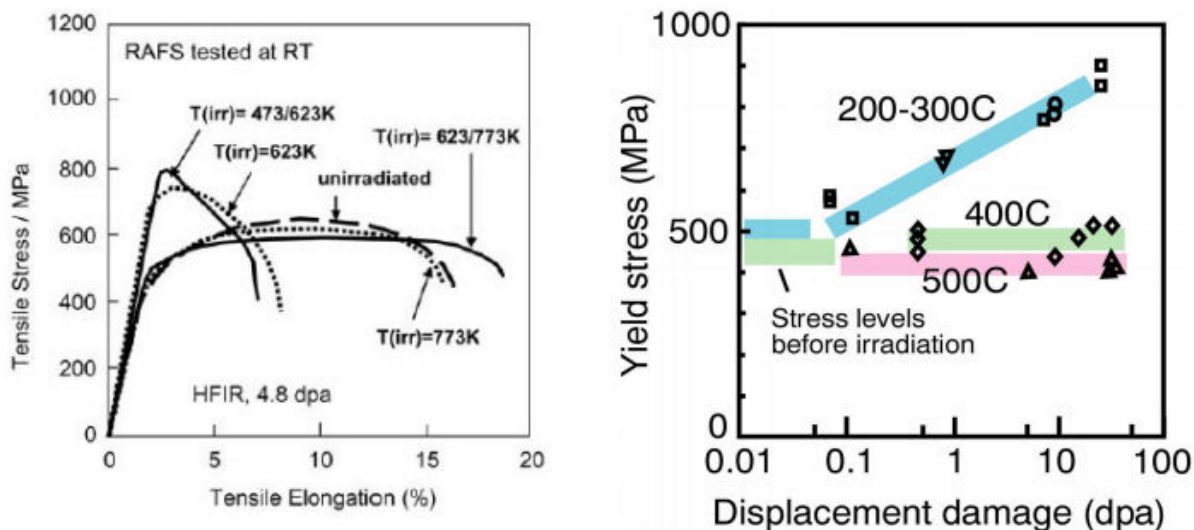 1200
1000
800
600
400
200
0
Tensile Stress / MPa
RAFS tested at RT
T(irr)= 473/623K
T(irr)=623K
T(irr)= 623/773K
unirradiated
T(irr)=773K
HFIR, 4.8 dpa
0 5 10 15 20
Tensile Elongation (%)
1000
500
0
Yield stress (MPa)
200-300C
400C
500C
Stress levels
before irradiation
0.01 0.1 1 10 100
Displacement damage (dpa)